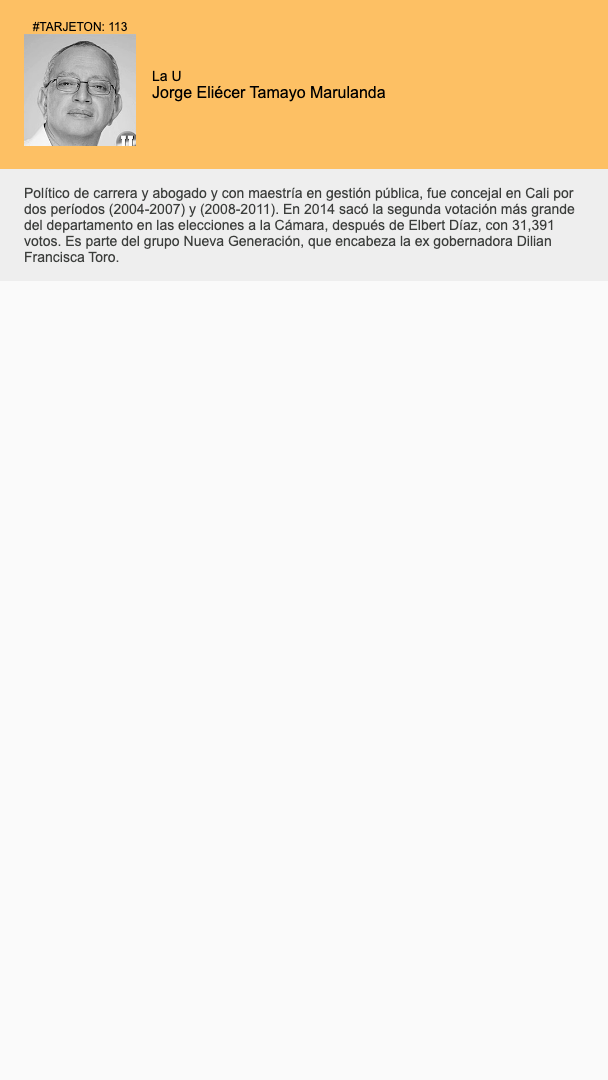 #TARJETON: 113
La U
Jorge Eliécer Tamayo Marulanda
Político de carrera y abogado y con maestría en gestión pública, fue concejal en Cali por
dos períodos (2004-2007) y (2008-2011). En 2014 sacó la segunda votación más grande
del departamento en las elecciones a la Cámara, después de Elbert Díaz, con 31,391
votos. Es parte del grupo Nueva Generación, que encabeza la ex gobernadora Dilian
Francisca Toro.